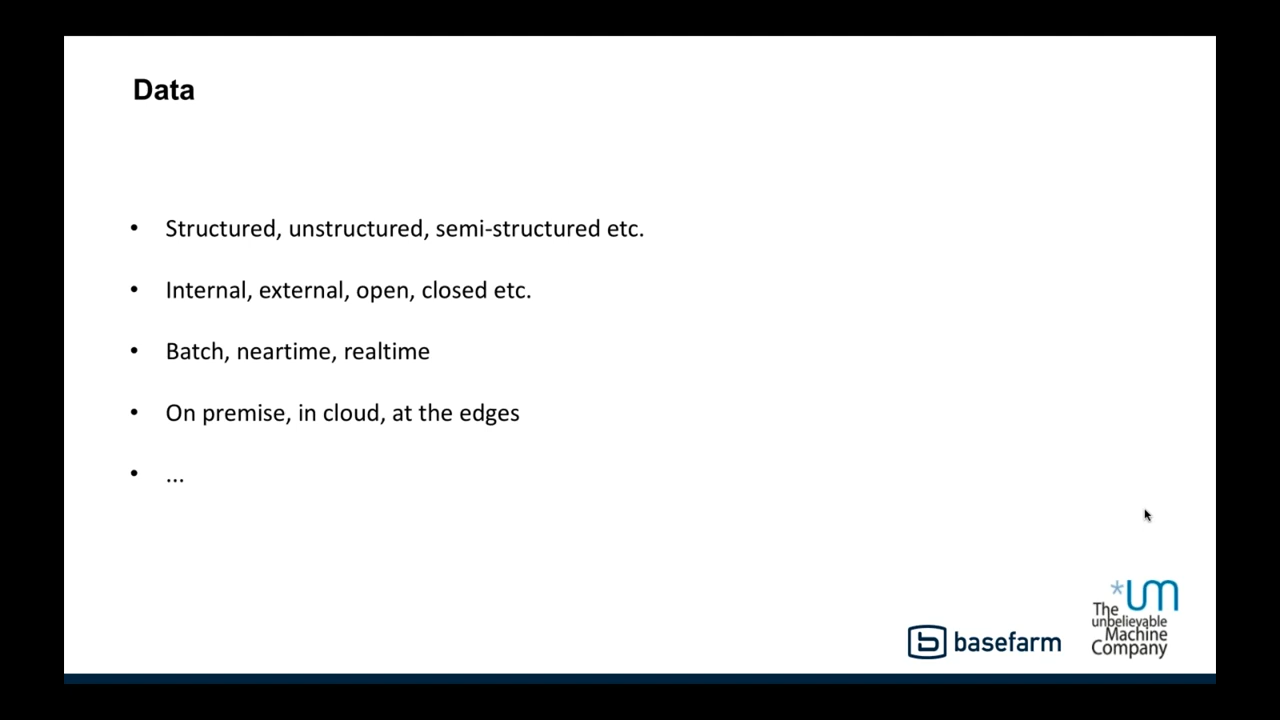 Data
• Structured, unstructured, semi-structured etc.
• Internal, external, open, closed etc.
• Batch, neartime, realtime
• On premise, in cloud, at the edges
• ...
basefarm
*um
The
unbelievable
Machine
Company